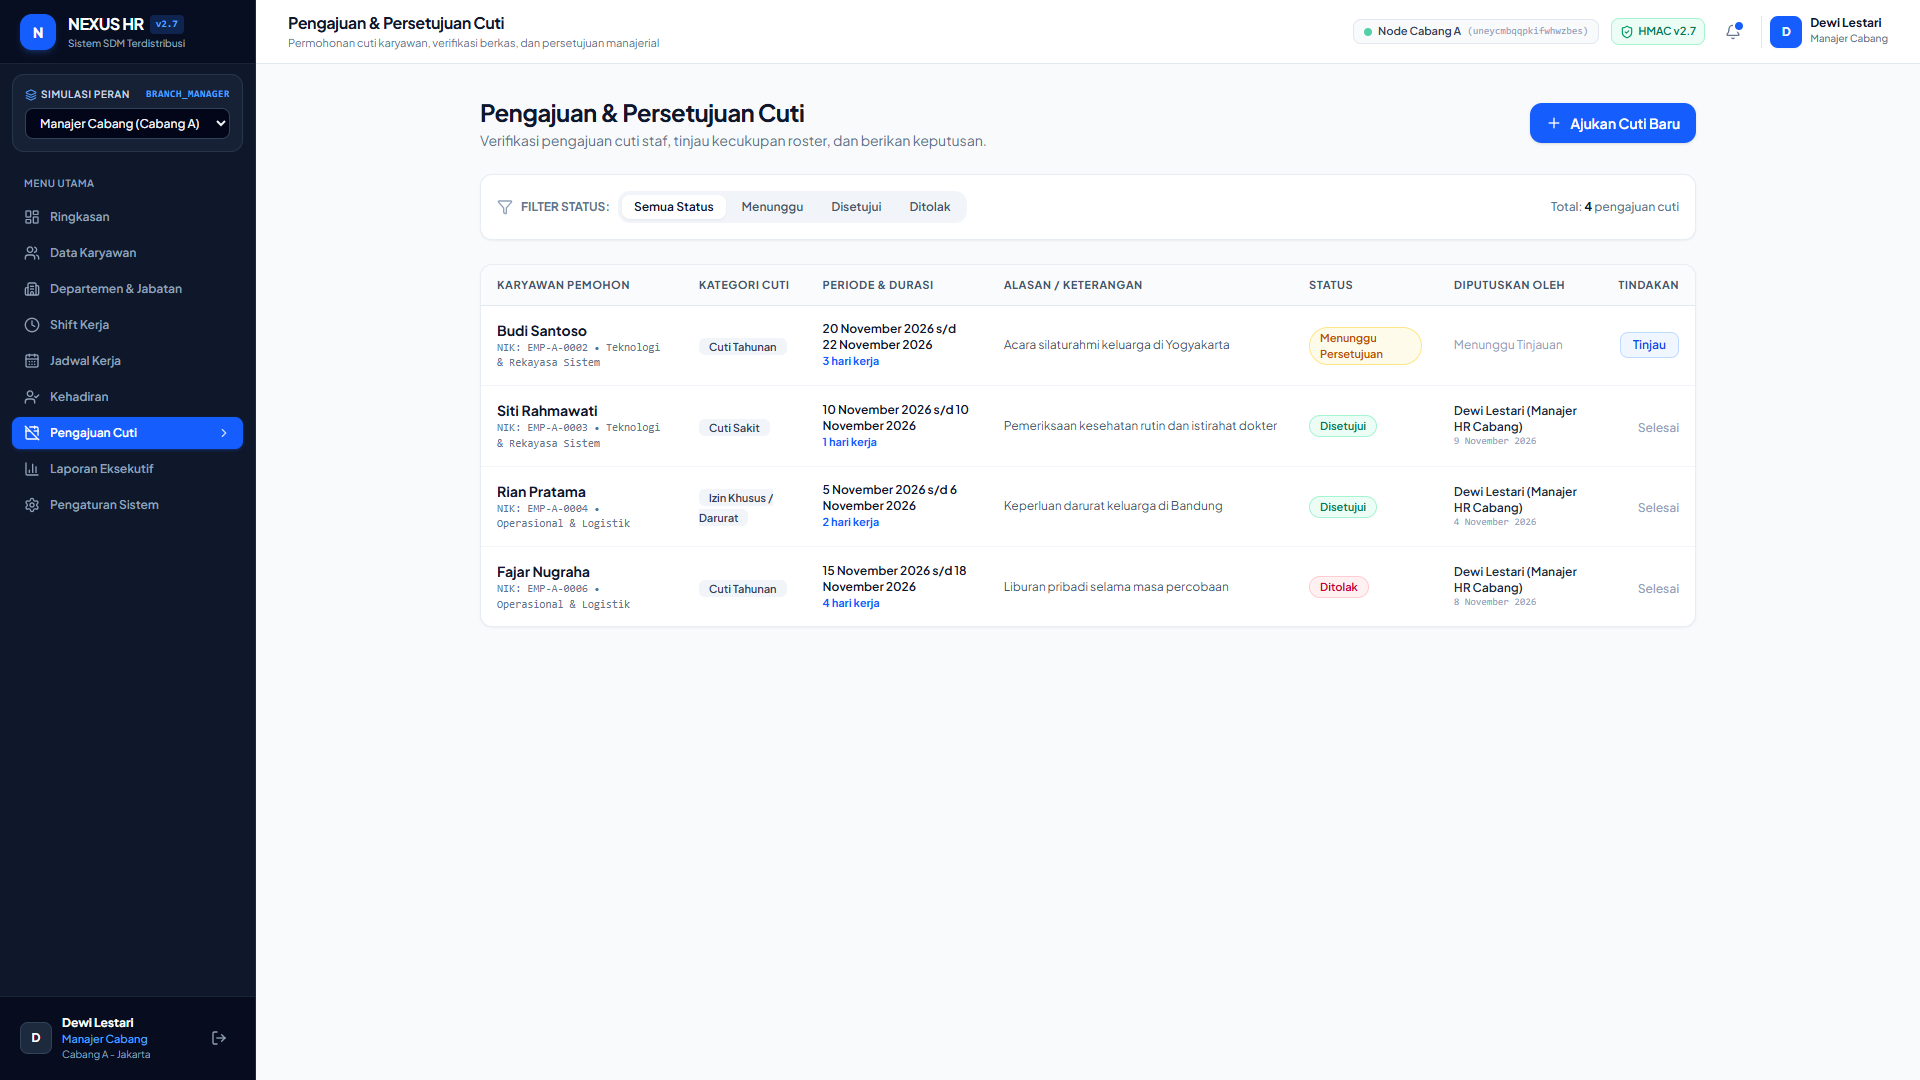 N
NEXUS HR v2.7
Sistem SDM Terdistribusi
SIMULASI PERAN BRANCH_MANAGER
Manajer Cabang (Cabang A)
MENU UTAMA
Ringkasan
Data Karyawan
Departemen & Jabatan
Shift Kerja
Jadwal Kerja
Kehadiran
Pengajuan Cuti
Laporan Eksekutif
Pengaturan Sistem
D
Dewi Lestari
Manajer Cabang
Cabang A - Jakarta
Pengajuan & Persetujuan Cuti
Permohonan cuti karyawan, verifikasi berkas, dan persetujuan manajerial
Node Cabang A (uneycmbqqpkifwhwzbes)
HMAC v2.7
D
Dewi Lestari
Manajer Cabang
Pengajuan & Persetujuan Cuti
Verifikasi pengajuan cuti staf, tinjau kecukupan roster, dan berikan keputusan.
Ajukan Cuti Baru
FILTER STATUS: Semua Status Menunggu Disetujui Ditolak
Total: 4 pengajuan cuti
KARYAWAN PEMOHON KATEGORI CUTI PERIODE & DURASI ALASAN / KETERANGAN STATUS DIPUTUSKAN OLEH TINDAKAN
Budi Santoso
NIK: EMP-A-0002 • Teknologi
& Rekayasa Sistem
Cuti Tahunan
20 November 2026 s/d
22 November 2026
3 hari kerja
Acara silaturahmi keluarga di Yogyakarta
Menunggu
Persetujuan
Menunggu Tinjauan
Tinjau
Siti Rahmawati
NIK: EMP-A-0003 • Teknologi
& Rekayasa Sistem
Cuti Sakit
10 November 2026 s/d 10
November 2026
1 hari kerja
Pemeriksaan kesehatan rutin dan istirahat dokter
Disetujui
Dewi Lestari (Manajer
HR Cabang)
9 November 2026
Selesai
Rian Pratama
NIK: EMP-A-0004 •
Operasional & Logistik
Izin Khusus /
Darurat
5 November 2026 s/d 6
November 2026
2 hari kerja
Keperluan darurat keluarga di Bandung
Disetujui
Dewi Lestari (Manajer
HR Cabang)
4 November 2026
Selesai
Fajar Nugraha
NIK: EMP-A-0006 •
Operasional & Logistik
Cuti Tahunan
15 November 2026 s/d 18
November 2026
4 hari kerja
Liburan pribadi selama masa percobaan
Ditolak
Dewi Lestari (Manajer
HR Cabang)
8 November 2026
Selesai